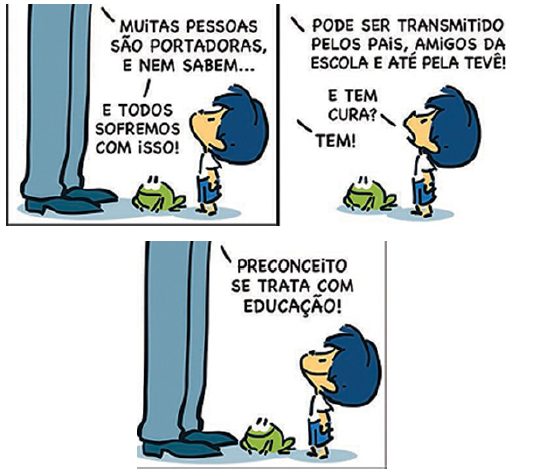 MUITAS PESSOAS
SÃO PORTADORAS,
E NEM SABEM...
E TODOS
SOFREMOS
COM ISSO!
PODE SER TRANSMITIDO
PELOS PAIS, AMIGOS DA
ESCOLA E ATÉ PELA TEVÊ!
E TEM
CURA?
TEM!
PRECONCEITO
SE TRATA COM
EDUCAÇÃO!